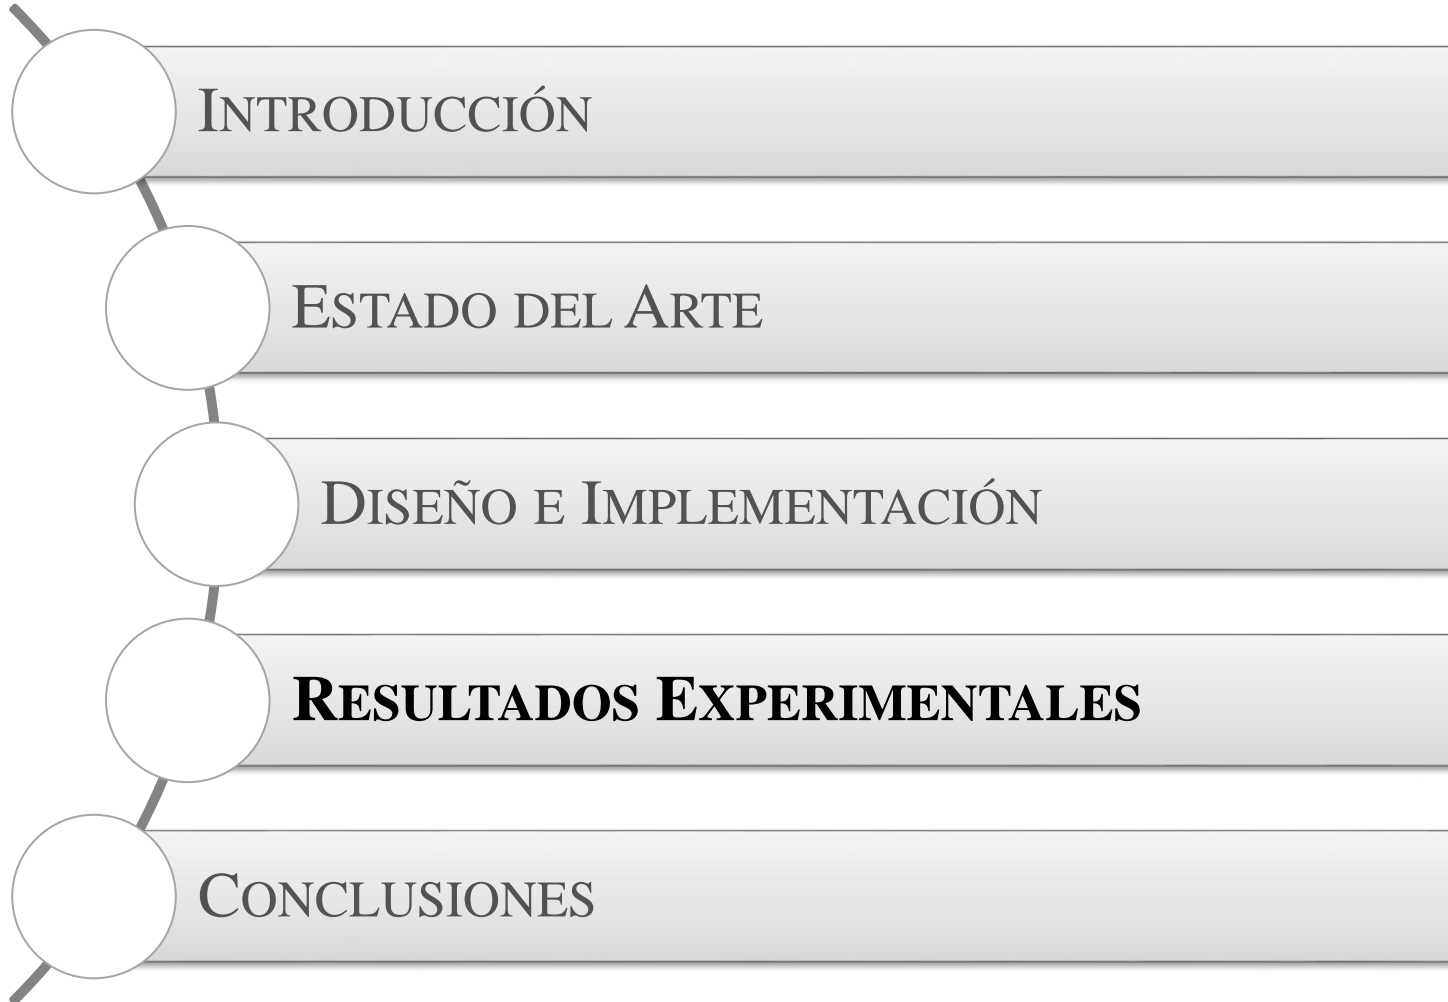 INTRODUCCIÓN
ESTADO DEL ARTE
DISEÑO E IMPLEMENTACIÓN
RESULTADOS EXPERIMENTALES
CONCLUSIONES